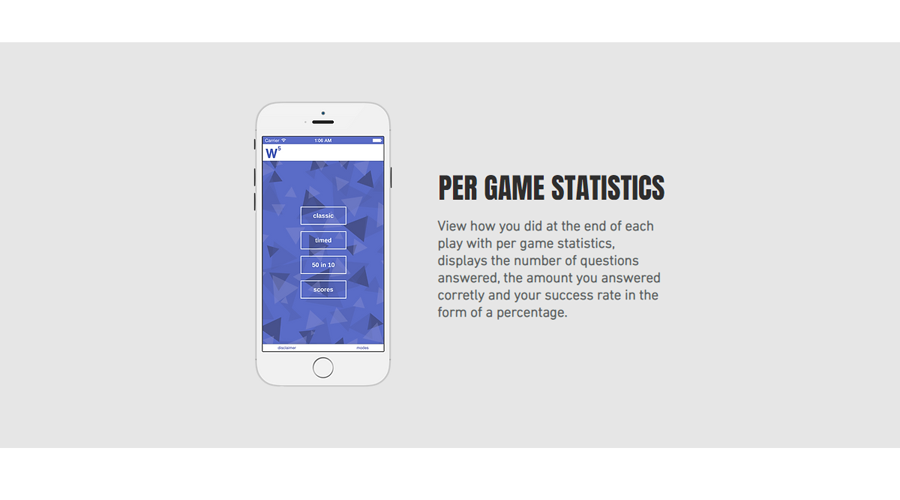 Carrier 1:06 AM
W5
classic
timed
50 in 10
scores
disclaimer modes
PER GAME STATISTICS
View how you did at the end of each
play with per game statistics,
displays the number of questions
answered, the amount you answered
corretly and your success rate in the
form of a percentage.